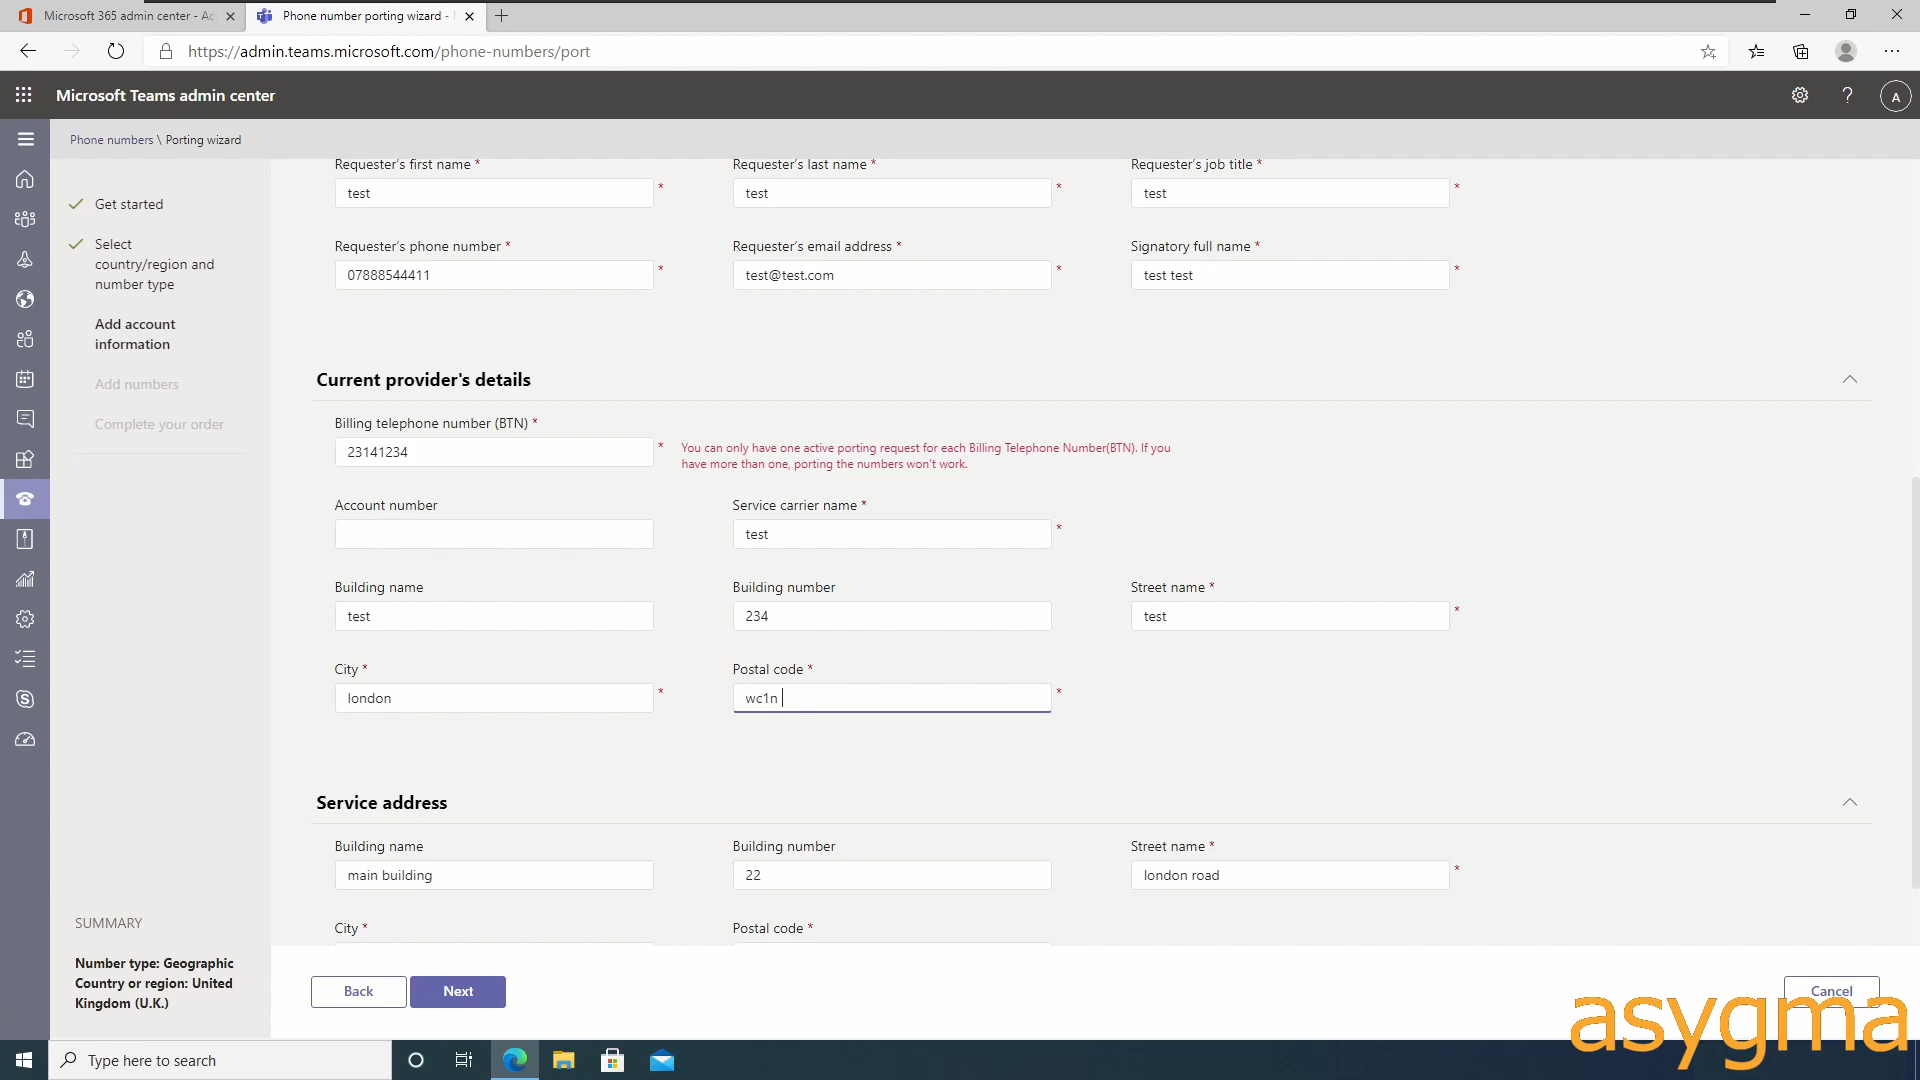 Microsoft 365 admin center - Ac
Phone number porting wizard -
https://admin.teams.microsoft.com/phone-numbers/port
Microsoft Teams admin center
A
Phone numbers \ Porting wizard
Get started
Select
country/region and
number type
Add account
information
Add numbers
Complete your order
SUMMARY
Number type: Geographic
Country or region: United
Kingdom (U.K.)
Requester's first name * Requester's last name * Requester's job title *
test * test * test *
Requester's phone number * Requester's email address * Signatory full name *
07888544411 * test@test.com * test test *
Current provider's details
Billing telephone number (BTN) *
23141234 *
You can only have one active porting request for each Billing Telephone Number(BTN). If you
have more than one, porting the numbers won't work.
Account number Service carrier name *
test *
Building name Building number Street name *
test 234 test *
City * Postal code *
london * wc1n *
Service address
Building name Building number Street name *
main building 22 london road *
City * Postal code *
Back Next Cancel
asygma
Type here to search